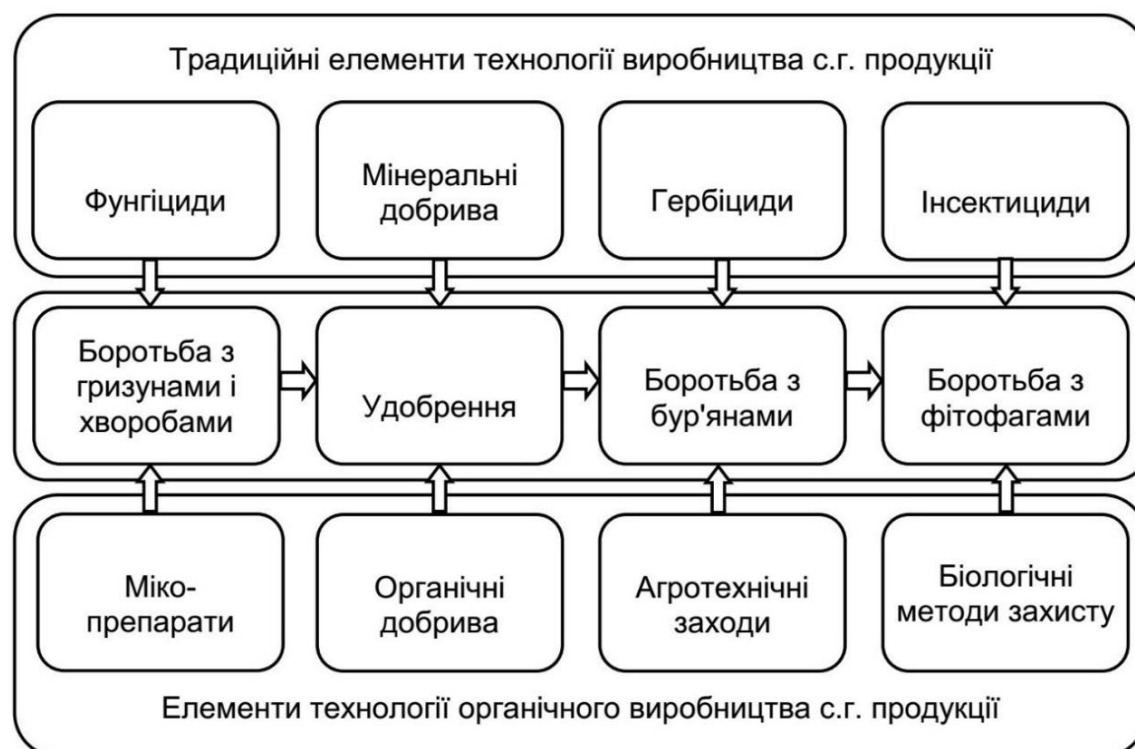 Традиційні елементи технології виробництва с.г. продукції
Фунгіциди
Мінеральні
добрива
Гербіциди
Інсектициди
Боротьба з
гризунами і
хворобами
Удобрення
Боротьба з
бур'янами
Боротьба з
фітофагами
Міко-
препарати
Органічні
добрива
Агротехнічні
заходи
Біологічні
методи захисту
Елементи технології органічного виробництва с.г. продукції